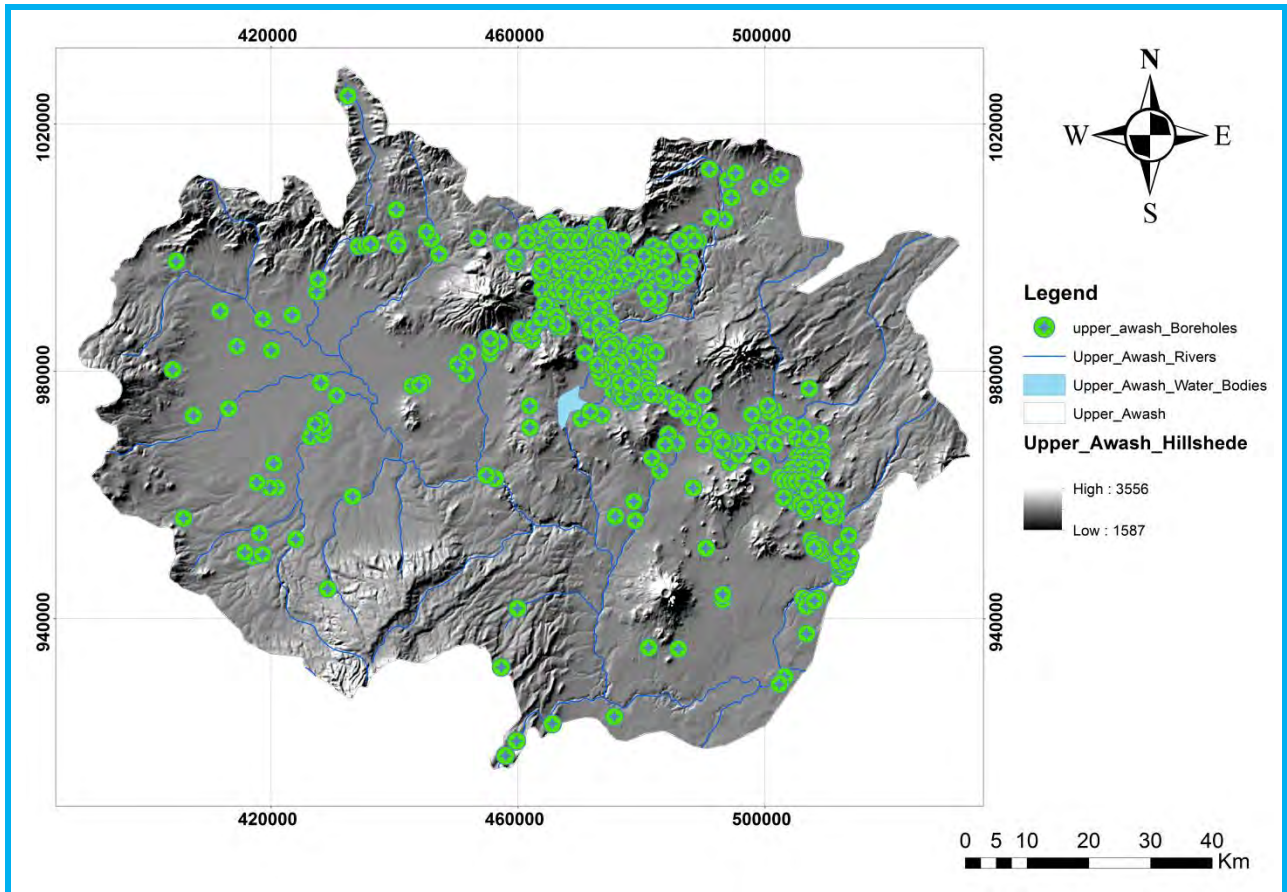 420000 460000 500000
N
W E
S
1020000 1020000
980000 980000
940000 940000
420000 460000 500000
Legend
upper_awash_Boreholes
Upper_Awash_Rivers
Upper_Awash_Water_Bodies
Upper_Awash
Upper_Awash_Hillshede
High : 3556
Low : 1587
0 5 10 20 30 40
Km